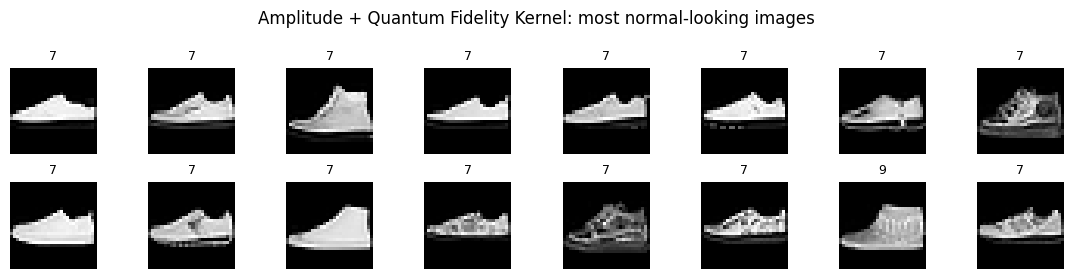 Amplitude + Quantum Fidelity Kernel: most normal-looking images
7 7 7 7 7 7 7 7
7 7 7 7 7 7 9 7